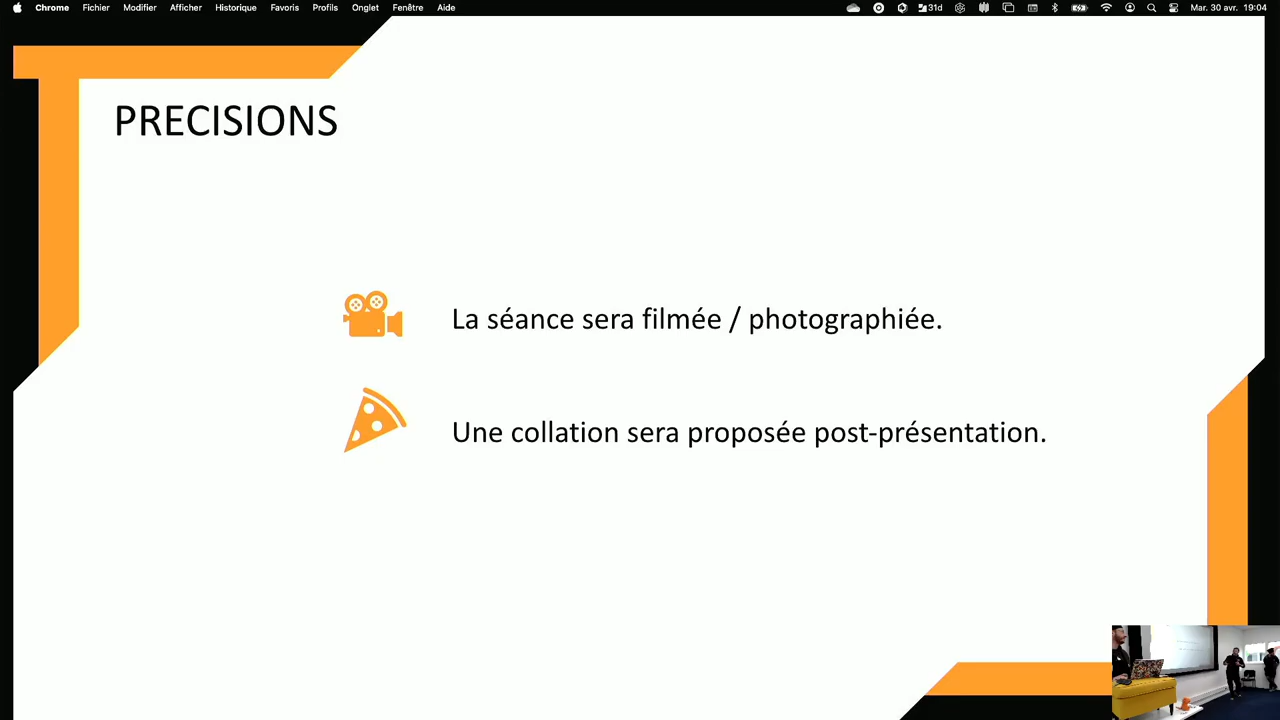 Chrome Fichier Modifier Afficher Historique Favoris Profils Onglet Fenêtre Aide 31d Mar. 30 avr. 19:04
PRECISIONS
La séance sera filmée / photographiée.
Une collation sera proposée post-présentation.